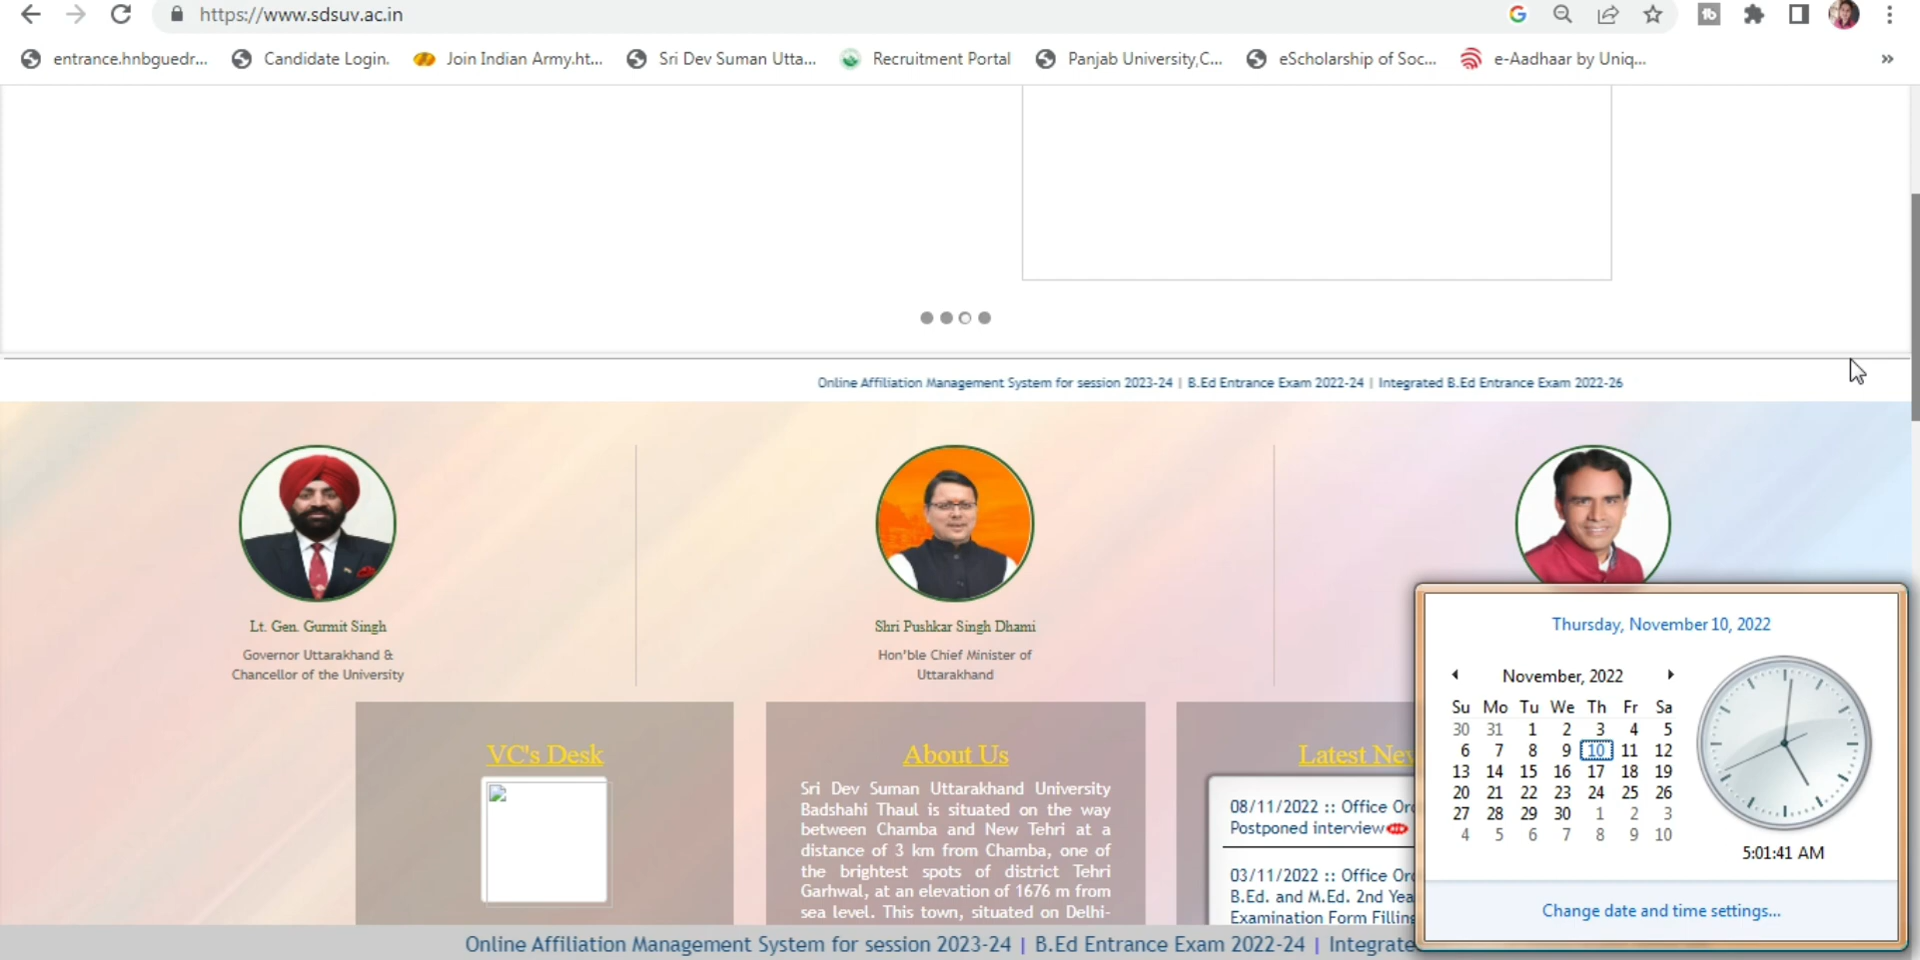 https://www.sdsuv.ac.in
entrance.hnbguedr...
Candidate Login.
Join Indian Army.ht...
Sri Dev Suman Utta...
Recruitment Portal
Panjab University,C...
eScholarship of Soc...
e-Aadhaar by Uniq...
»
Online Affiliation Management System for session 2023-24 | B.Ed Entrance Exam 2022-24 | Integrated B.Ed Entrance Exam 2022-26
Lt. Gen. Gurmit Singh
Governor Uttarakhand &
Chancellor of the University
Shri Pushkar Singh Dhami
Hon'ble Chief Minister of
Uttarakhand
VC's Desk
About Us
Sri Dev Suman Uttarakhand University
Badshahi Thaul is situated on the way
between Chamba and New Tehri at a
distance of 3 km from Chamba, one of
the brightest spots of district Tehri
Garhwal, at an elevation of 1676 m from
sea level. This town, situated on Delhi-
Latest Nev
08/11/2022 :: Office Orc
Postponed interview
03/11/2022 :: Office Orc
B.Ed. and M.Ed. 2nd Yea
Examination Form Filling
Thursday, November 10, 2022
November, 2022
Su Mo Tu We Th Fr Sa
30 31 1 2 3 4 5
6 7 8 9 10 11 12
13 14 15 16 17 18 19
20 21 22 23 24 25 26
27 28 29 30 1 2 3
4 5 6 7 8 9 10
5:01:41 AM
Change date and time settings...
Online Affiliation Management System for session 2023-24 | B.Ed Entrance Exam 2022-24 | Integrate